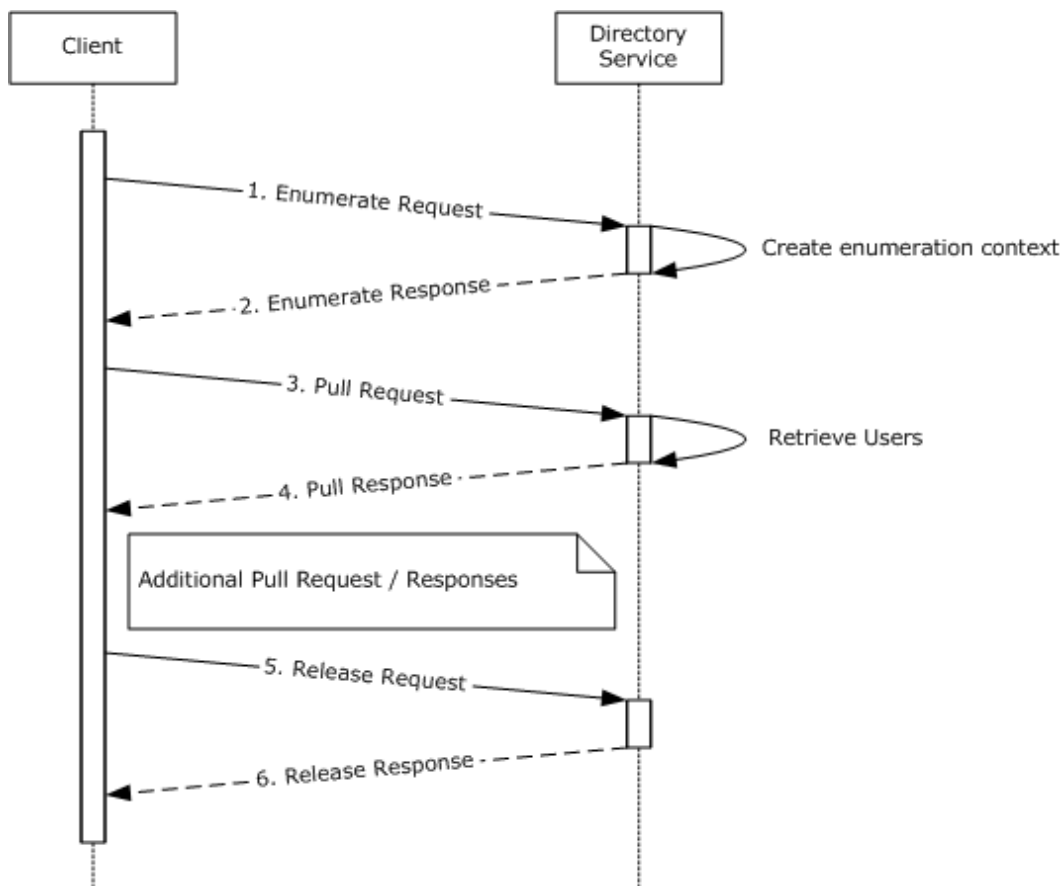 Client
Directory
Service
1. Enumerate Request
Create enumeration context
2. Enumerate Response
3. Pull Request
Retrieve Users
4. Pull Response
Additional Pull Request / Responses
5. Release Request
6. Release Response